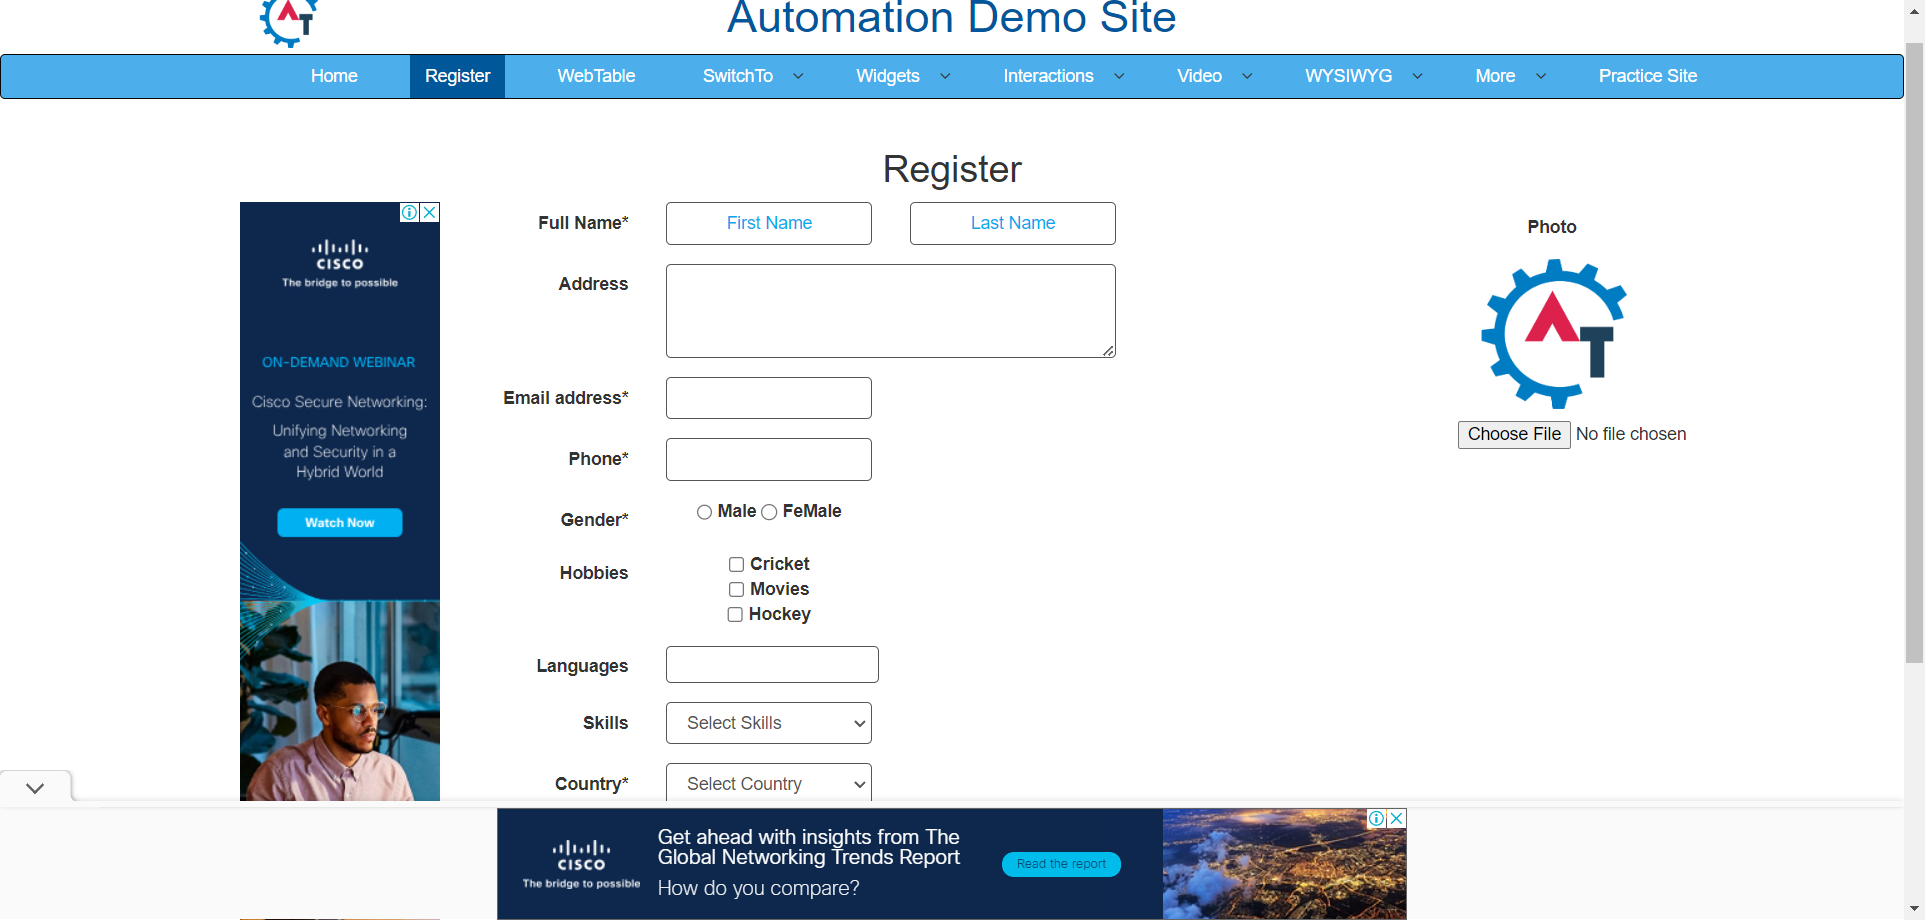 Automation Demo Site
Home Register WebTable SwitchTo Widgets Interactions Video WYSIWYG More Practice Site
Register
CISCO
The bridge to possible
ON-DEMAND WEBINAR
Cisco Secure Networking:
Unifying Networking
and Security in a
Hybrid World
Watch Now
Full Name* First Name Last Name
Address
Email address*
Phone*
Gender* Male FeMale
Hobbies Cricket
Movies
Hockey
Languages
Skills Select Skills
Country* Select Country
Photo
AT
Choose File No file chosen
CISCO
The bridge to possible
Get ahead with insights from The
Global Networking Trends Report
How do you compare?
Read the report